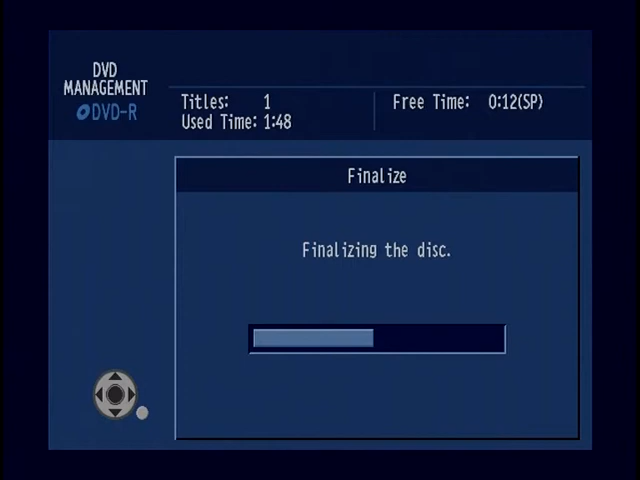 DVD
MANAGEMENT
DVD-R
Titles: 1
Used Time: 1:48
Free Time: 0:12(SP)
Finalize
Finalizing the disc.